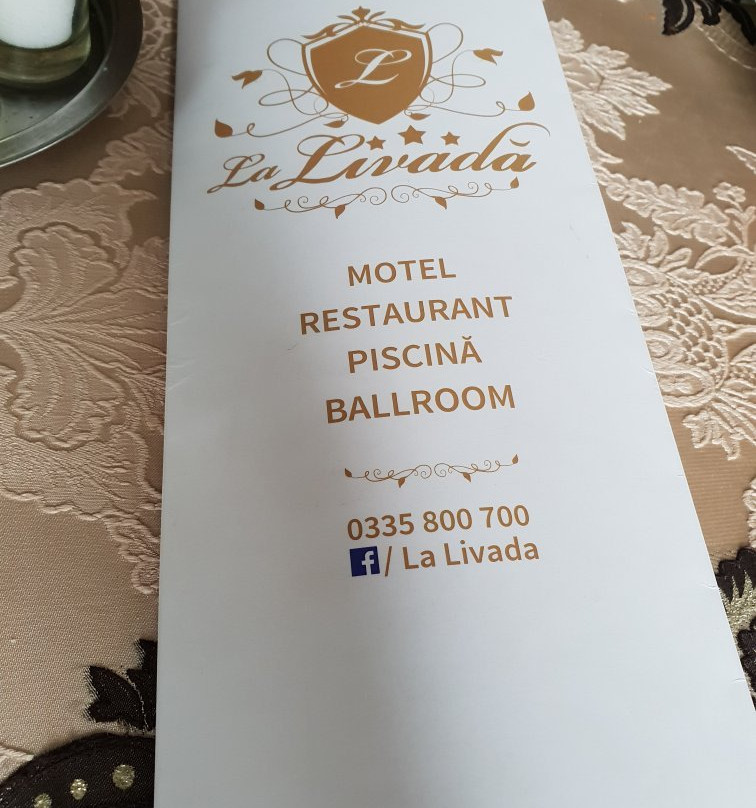 L
La Livadă
MOTEL
RESTAURANT
PISCINĂ
BALLROOM
0335 800 700
f / La Livada